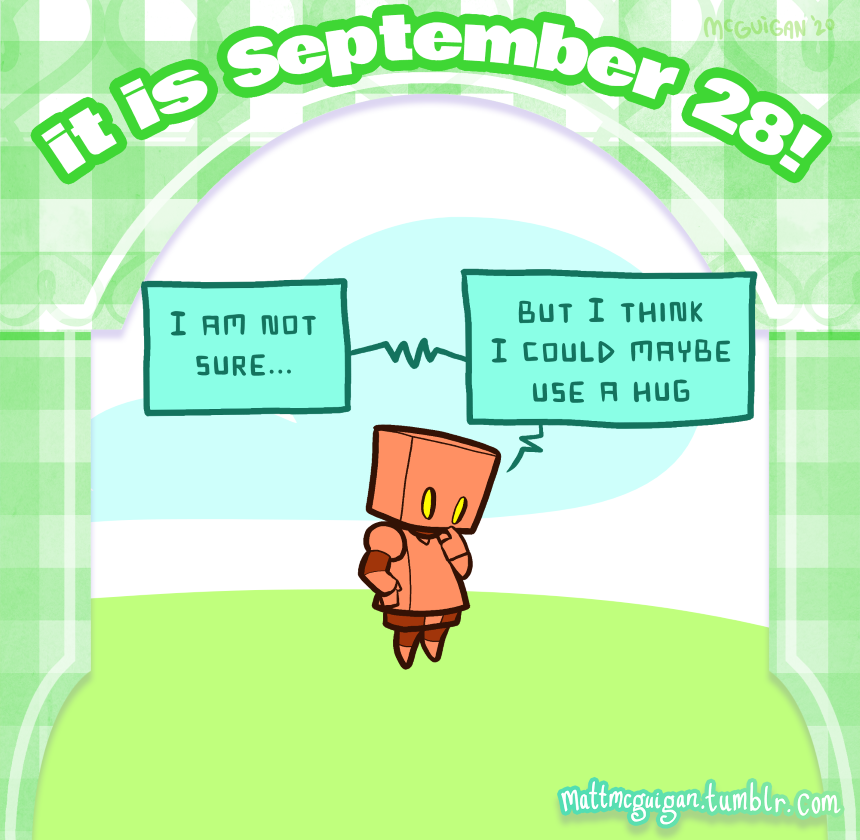 McGUiGAN '20
it is September 28!
I AM NOT
SURE...
BUT I THINK
I COULD MAYBE
USE A HUG
mattmcguigan.tumblr.com